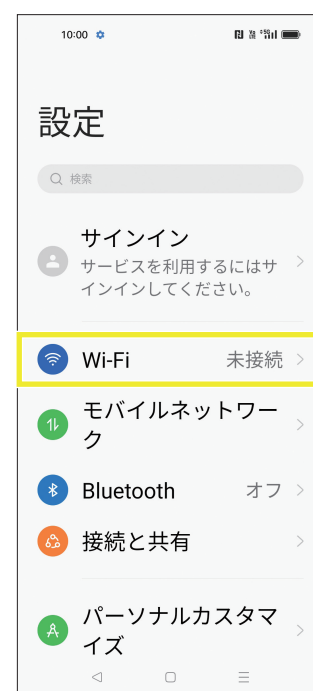 10:00
設定
検索
サインイン
サービスを利用するにはサ
インインしてください。
Wi-Fi 未接続
モバイルネットワー
ク
Bluetooth オフ
接続と共有
パーソナルカスタマ
イズ